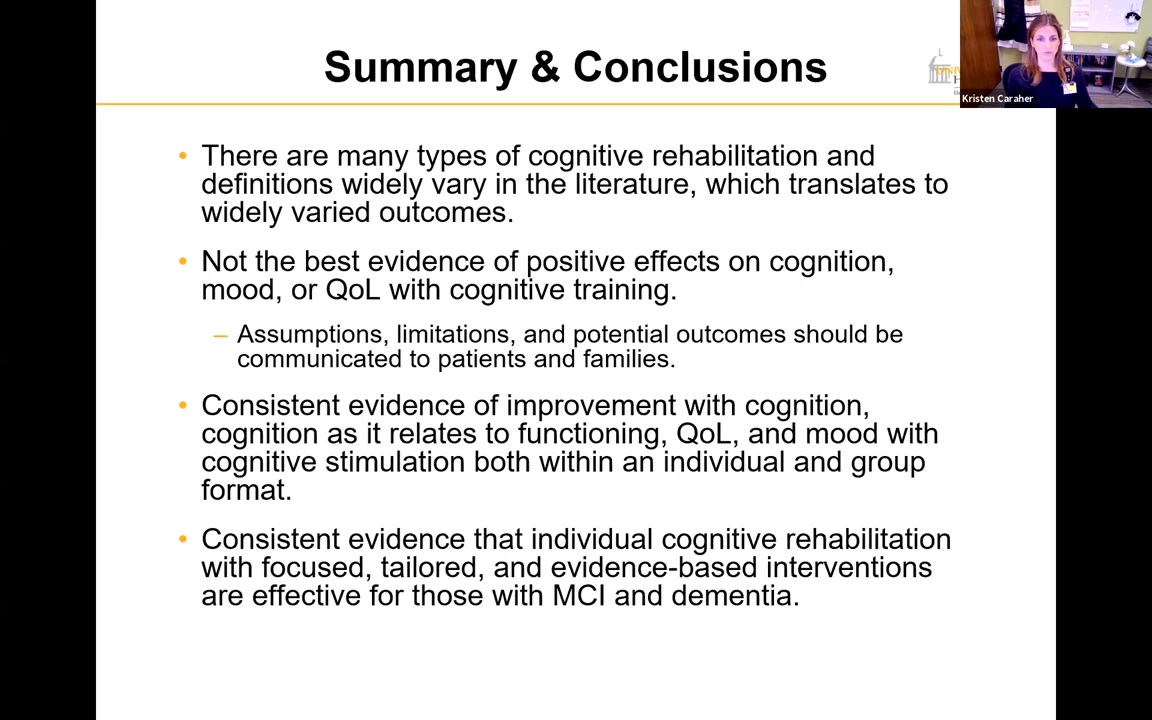 Summary & Conclusions
Kristen Caraher
• There are many types of cognitive rehabilitation and
definitions widely vary in the literature, which translates to
widely varied outcomes.
• Not the best evidence of positive effects on cognition,
mood, or QoL with cognitive training.
– Assumptions, limitations, and potential outcomes should be
communicated to patients and families.
• Consistent evidence of improvement with cognition,
cognition as it relates to functioning, QoL, and mood with
cognitive stimulation both within an individual and group
format.
• Consistent evidence that individual cognitive rehabilitation
with focused, tailored, and evidence-based interventions
are effective for those with MCI and dementia.